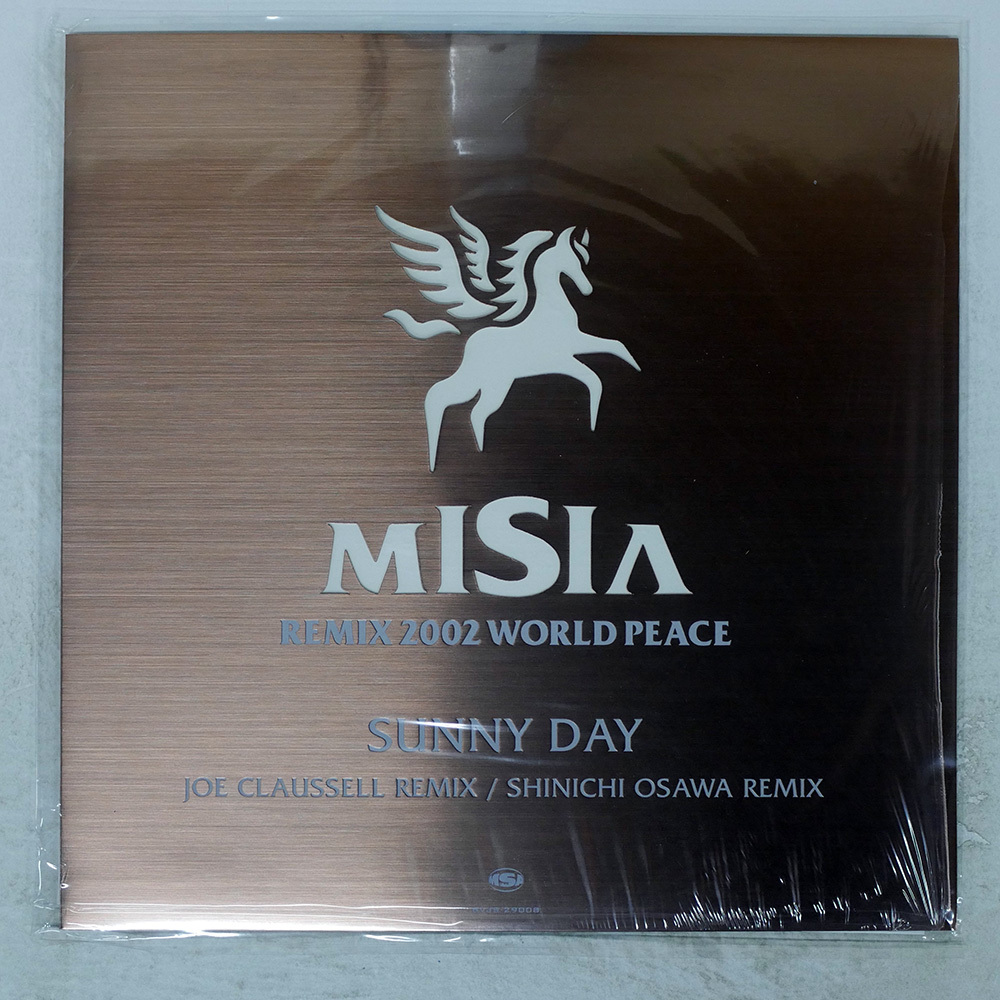 MISIA
REMIX 2002 WORLD PEACE
SUNNY DAY
JOE CLAUSSELL REMIX / SHINICHI OSAWA REMIX